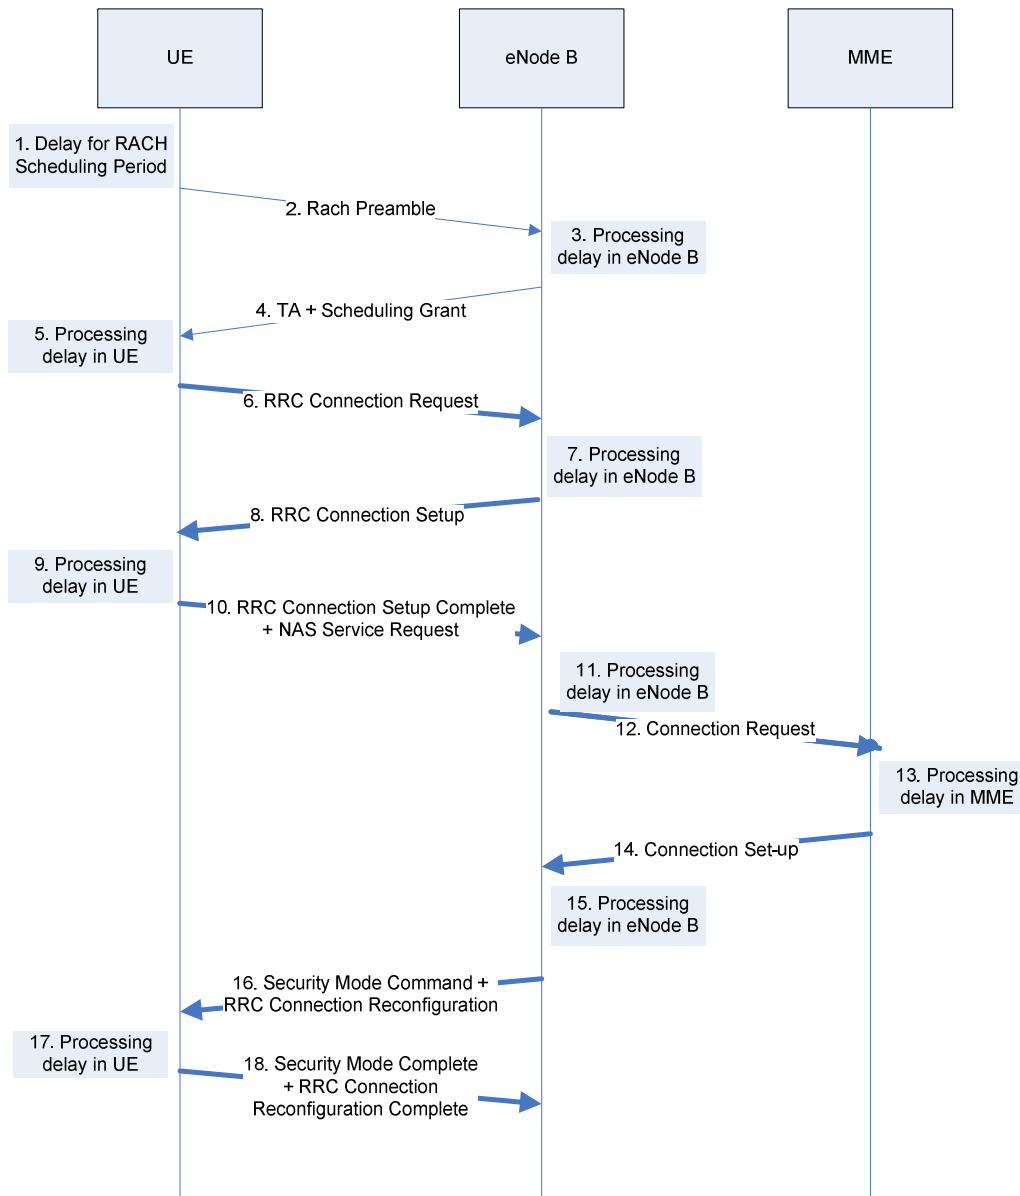 UE
eNode B
MME
1. Delay for RACH
Scheduling Period
2. Rach Preamble
3. Processing
delay in eNode B
4. TA + Scheduling Grant
5. Processing
delay in UE
6. RRC Connection Request
7. Processing
delay in eNode B
8. RRC Connection Setup
9. Processing
delay in UE
10. RRC Connection Setup Complete
+ NAS Service Request
11. Processing
delay in eNode B
12. Connection Request
13. Processing
delay in MME
14. Connection Set-up
15. Processing
delay in eNode B
16. Security Mode Command +
RRC Connection Reconfiguration
17. Processing
delay in UE
18. Security Mode Complete
+ RRC Connection
Reconfiguration Complete